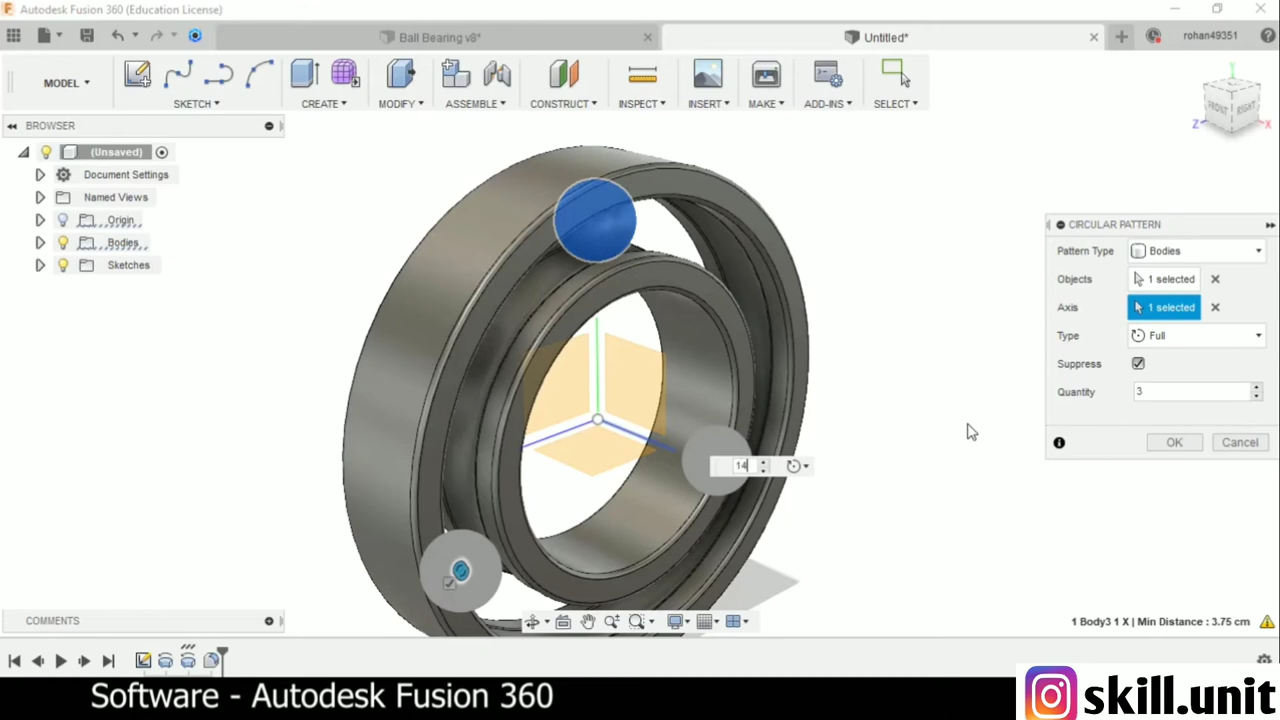 Autodesk Fusion 360 (Education License)
Ball Bearing v8*
Untitled*
rohan49351
MODEL
SKETCH
CREATE
MODIFY
ASSEMBLE
CONSTRUCT
INSPECT
INSERT
MAKE
ADD-INS
SELECT
FRONT
RIGHT
Y
Z
X
BROWSER
(Unsaved)
Document Settings
Named Views
Origin
Bodies
Sketches
CIRCULAR PATTERN
Pattern Type Bodies
Objects 1 selected
Axis 1 selected
Type Full
Suppress
Quantity 3
OK Cancel
14
COMMENTS
1 Body3 1 X | Min Distance : 3.75 cm
Software - Autodesk Fusion 360
skill.unit